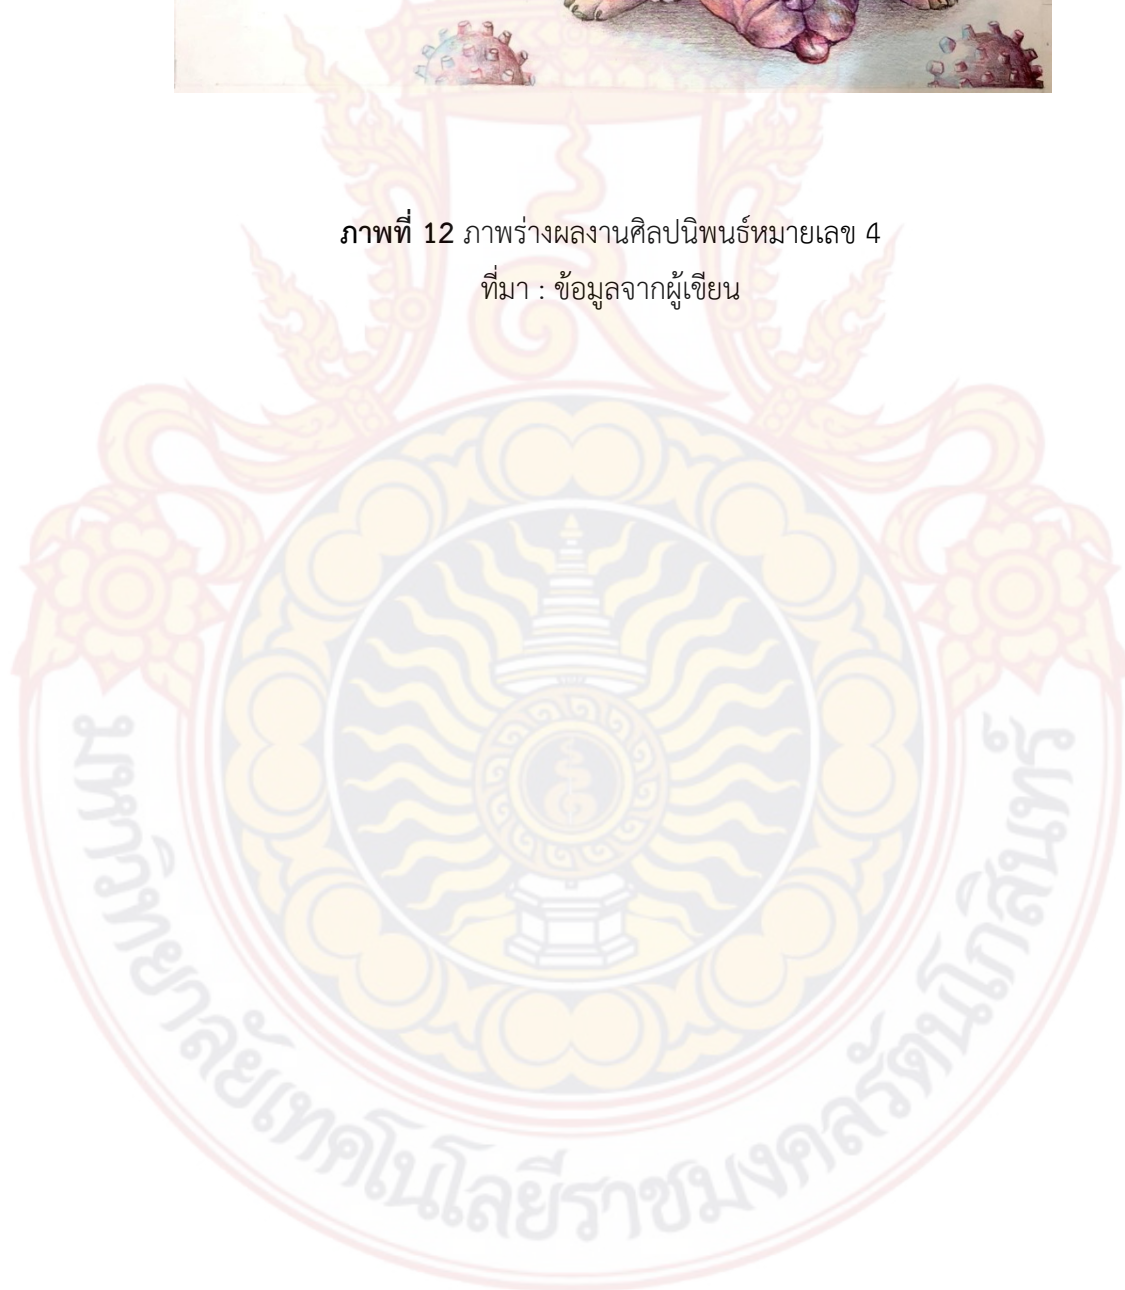 ภาพที่ 12 ภาพร่างผลงานศิลปนิพนธ์หมายเลข 4
ที่มา : ข้อมูลจากผู้เขียน
มหาวิทยาลัยเทคโนโลยีราชมงคลรัตนโกสินทร์